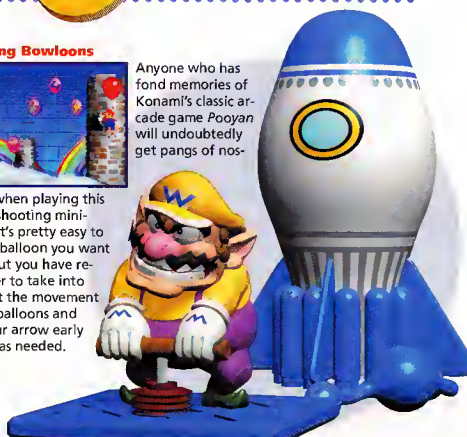 ng Bowloons
Anyone who has
fond memories of
Konami's classic ar-
cade game Pooyan
will undoubtedly
get pangs of nos-
when playing this
shooting mini-
t's pretty easy to
balloon you want
ut you have re-
er to take into
t the movement
balloons and
ur arrow early
as needed.
W